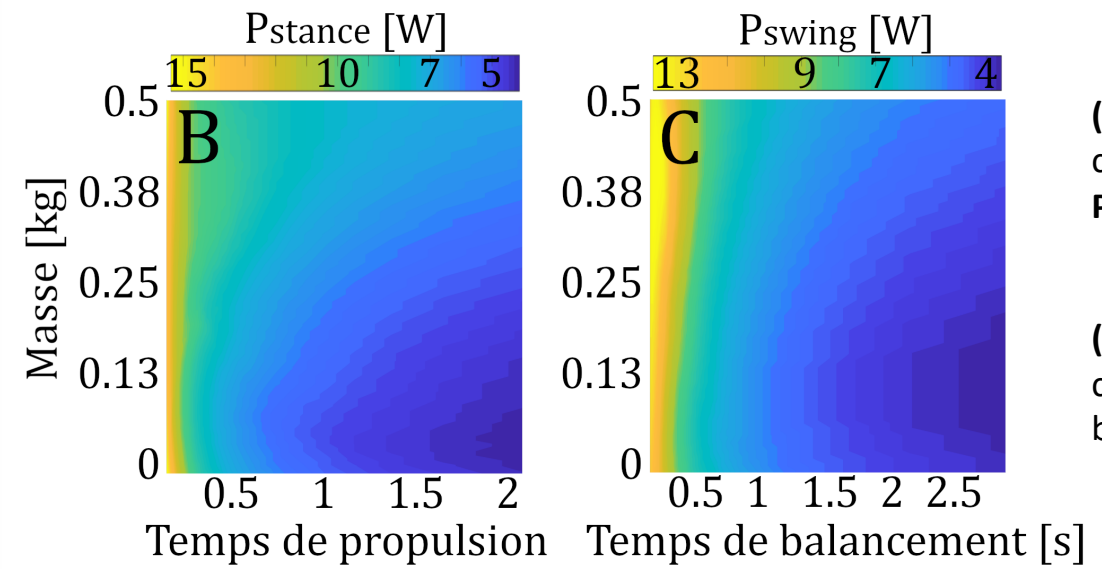 Pstance [W]
15 10 7 5
B
Masse [kg]
0.5
0.38
0.25
0.13
0
0.5 1 1.5 2
Temps de propulsion
Pswing [W]
13 9 7 4
C
0.5
0.38
0.25
0.13
0
0.5 1 1.5 2 2.5
Temps de balancement [s]
(
(